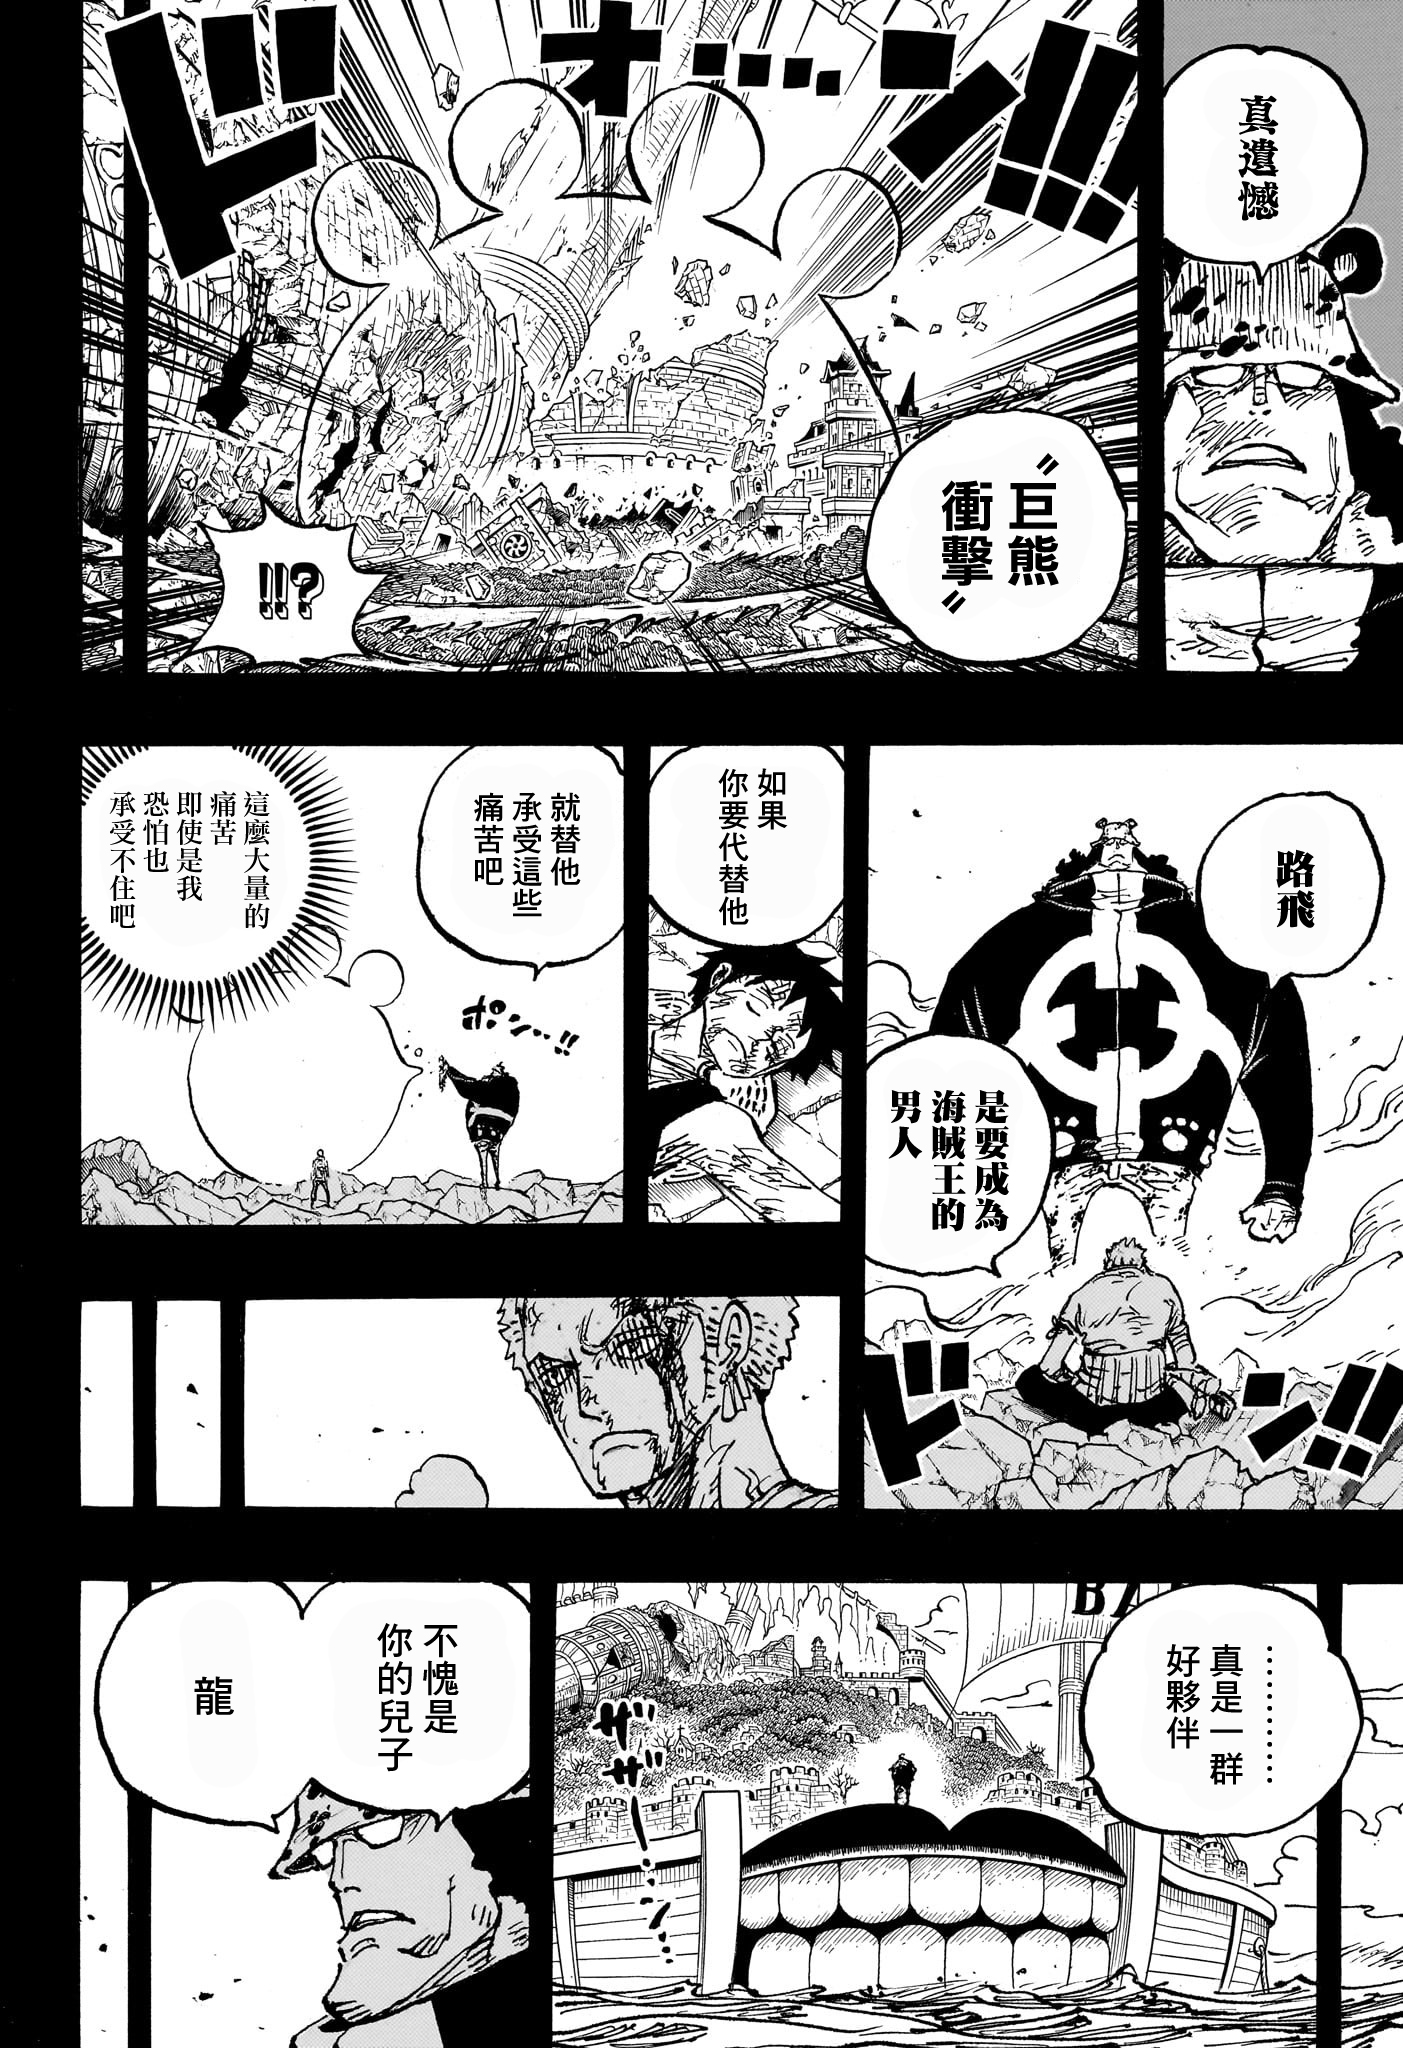 真遺憾
ドオ・・・ン!!!
〝巨熊
衝擊〟
!!?
路飛
是要成為
海賊王的
男人
ドン!!
如果
你要代替他
就替他
承受這些
痛苦吧
ポン…!!
這麼大量的
痛苦
即使是我
恐怕也
承受不住吧
…………
真是一群
好夥伴
BA
ザザ…
不愧是
你的兒子
龍